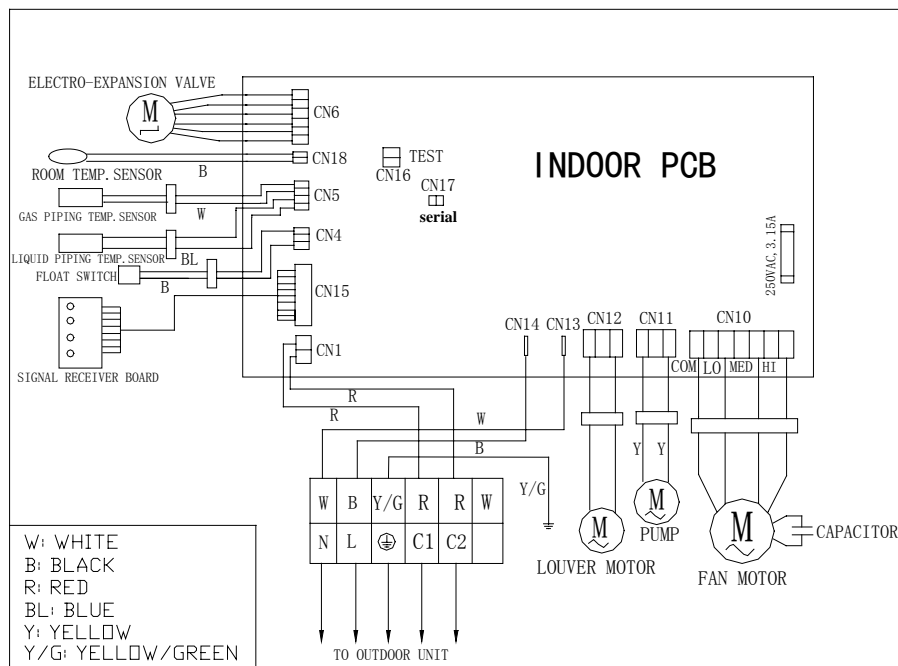 ELECTRO-EXPANSION VALVE
M
CN6
ROOM TEMP.SENSOR
B
CN18
TEST
CN16
CN17
serial
INDOOR PCB
GAS PIPING TEMP.SENSOR
W
CN5
LIQUID PIPING TEMP.SENSOR
BL
CN4
FLOAT SWITCH
B
CN15
250VAC,3.15A
SIGNAL RECEIVER BOARD
CN1
CN14
CN13
CN12
CN11
CN10
COM
LO
MED
HI
R
R
W
B
Y/G
Y
Y
W B Y/G R R W
N L C1 C2
M
LOUVER MOTOR
M
PUMP
M
FAN MOTOR
CAPACITOR
TO OUTDOOR UNIT
W: WHITE
B: BLACK
R: RED
BL: BLUE
Y: YELLOW
Y/G: YELLOW/GREEN